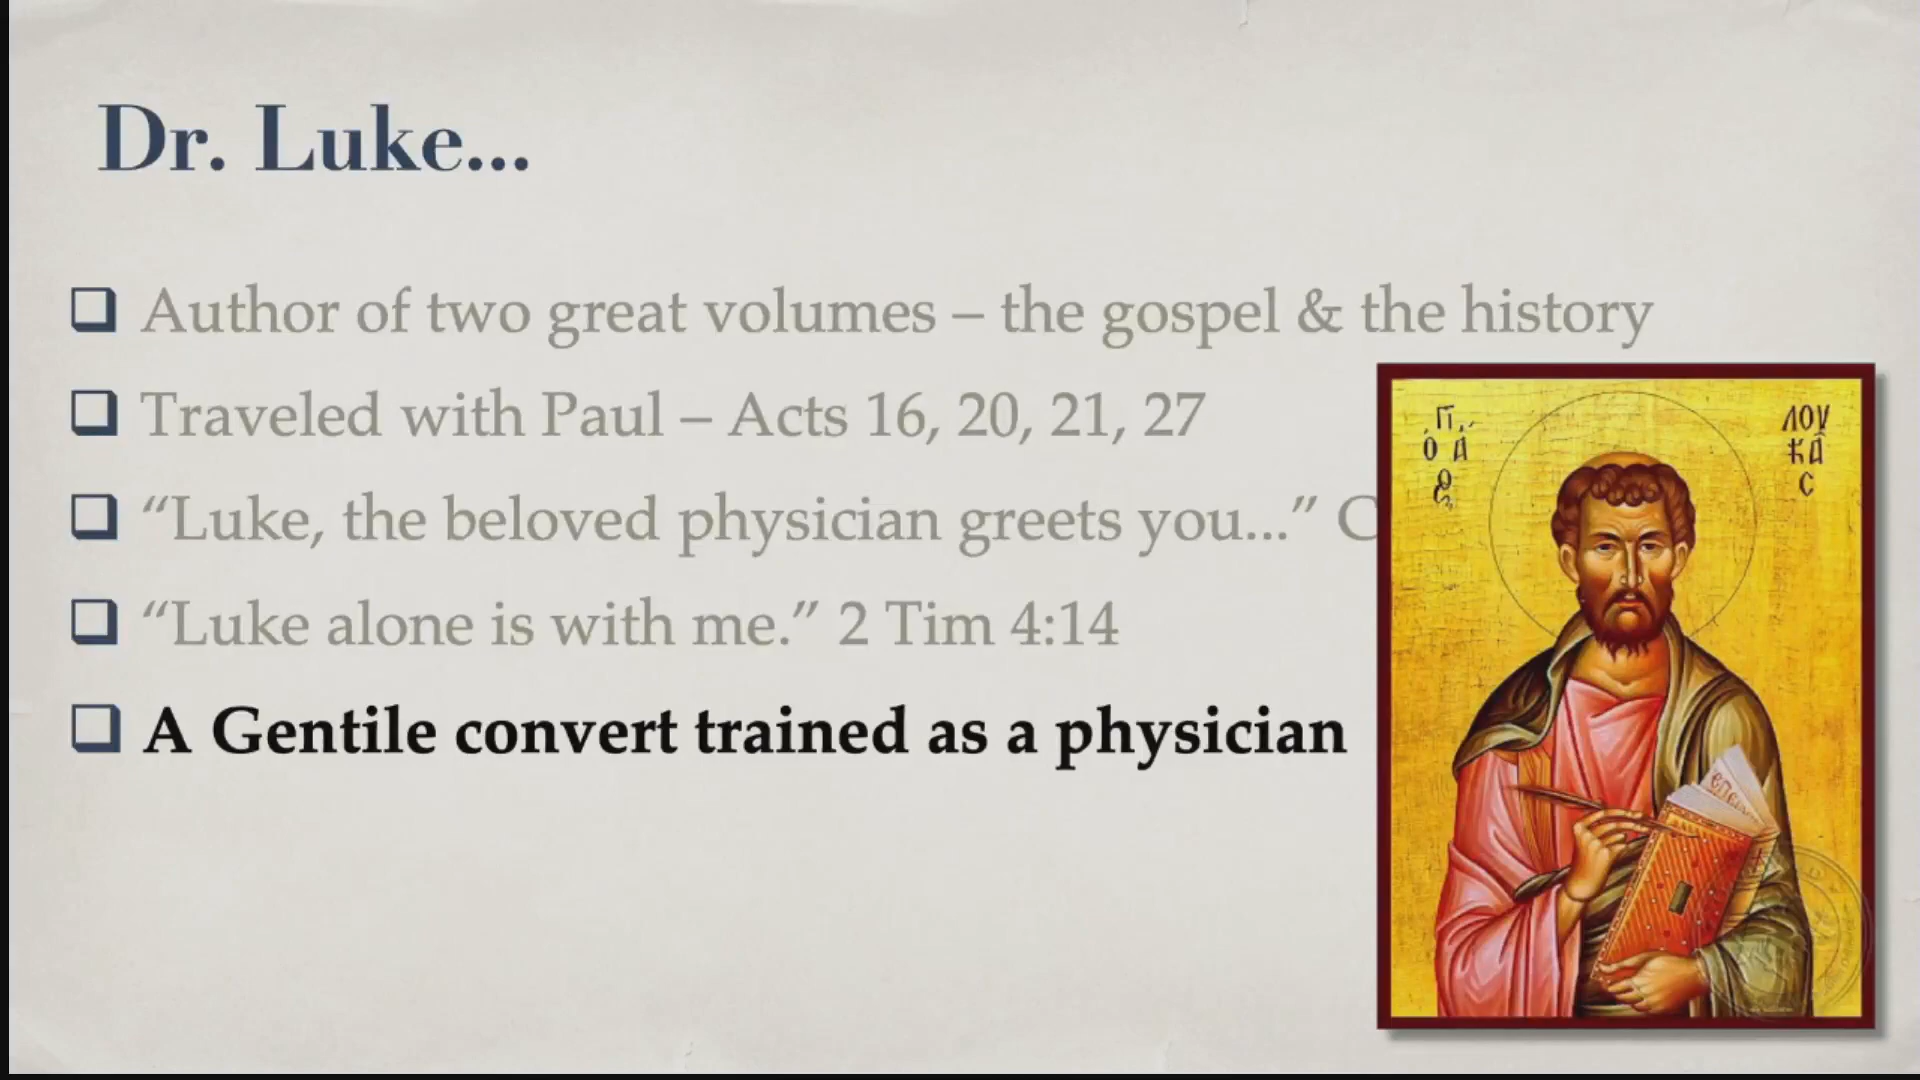 Dr. Luke...
Author of two great volumes – the gospel & the history
Traveled with Paul – Acts 16, 20, 21, 27
“Luke, the beloved physician greets you...” C
“Luke alone is with me.” 2 Tim 4:14
A Gentile convert trained as a physician
ΛΟΥ
ΚΑ
С